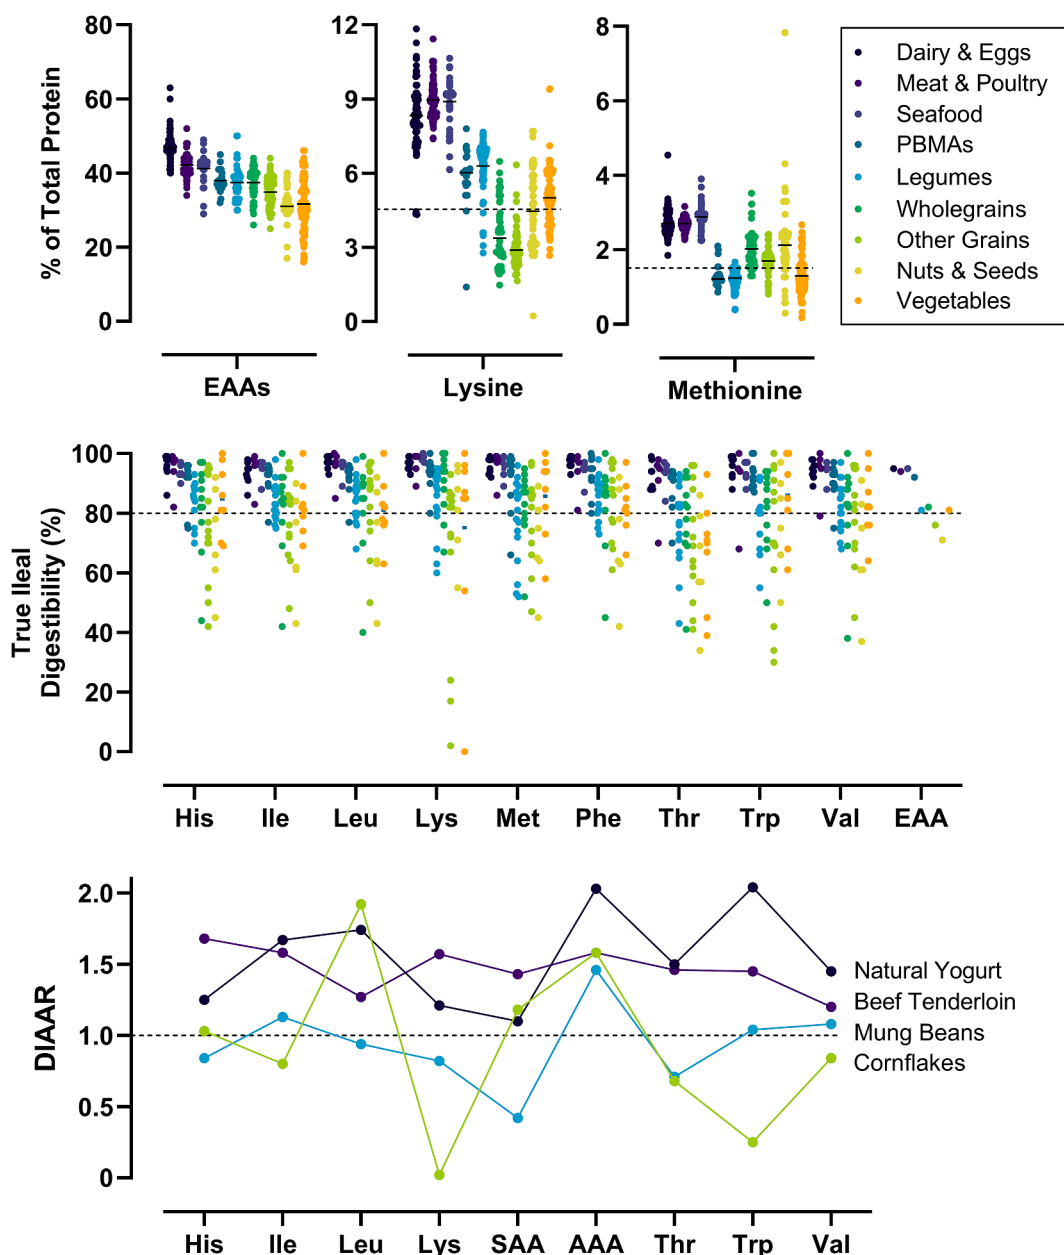 % of Total Protein
80
60
40
20
0
EAAs
12
9
6
3
0
Lysine
8
6
4
2
0
Methionine
Dairy & Eggs
Meat & Poultry
Seafood
PBMAs
Legumes
Wholegrains
Other Grains
Nuts & Seeds
Vegetables
True Ileal
Digestibility (%)
100
80
60
40
20
0
His Ile Leu Lys Met Phe Thr Trp Val EAA
DIAAR
2.0
1.5
1.0
0.5
0
Natural Yogurt
Beef Tenderloin
Mung Beans
Cornflakes
His Ile Leu Lys SAA AAA Thr Trp Val